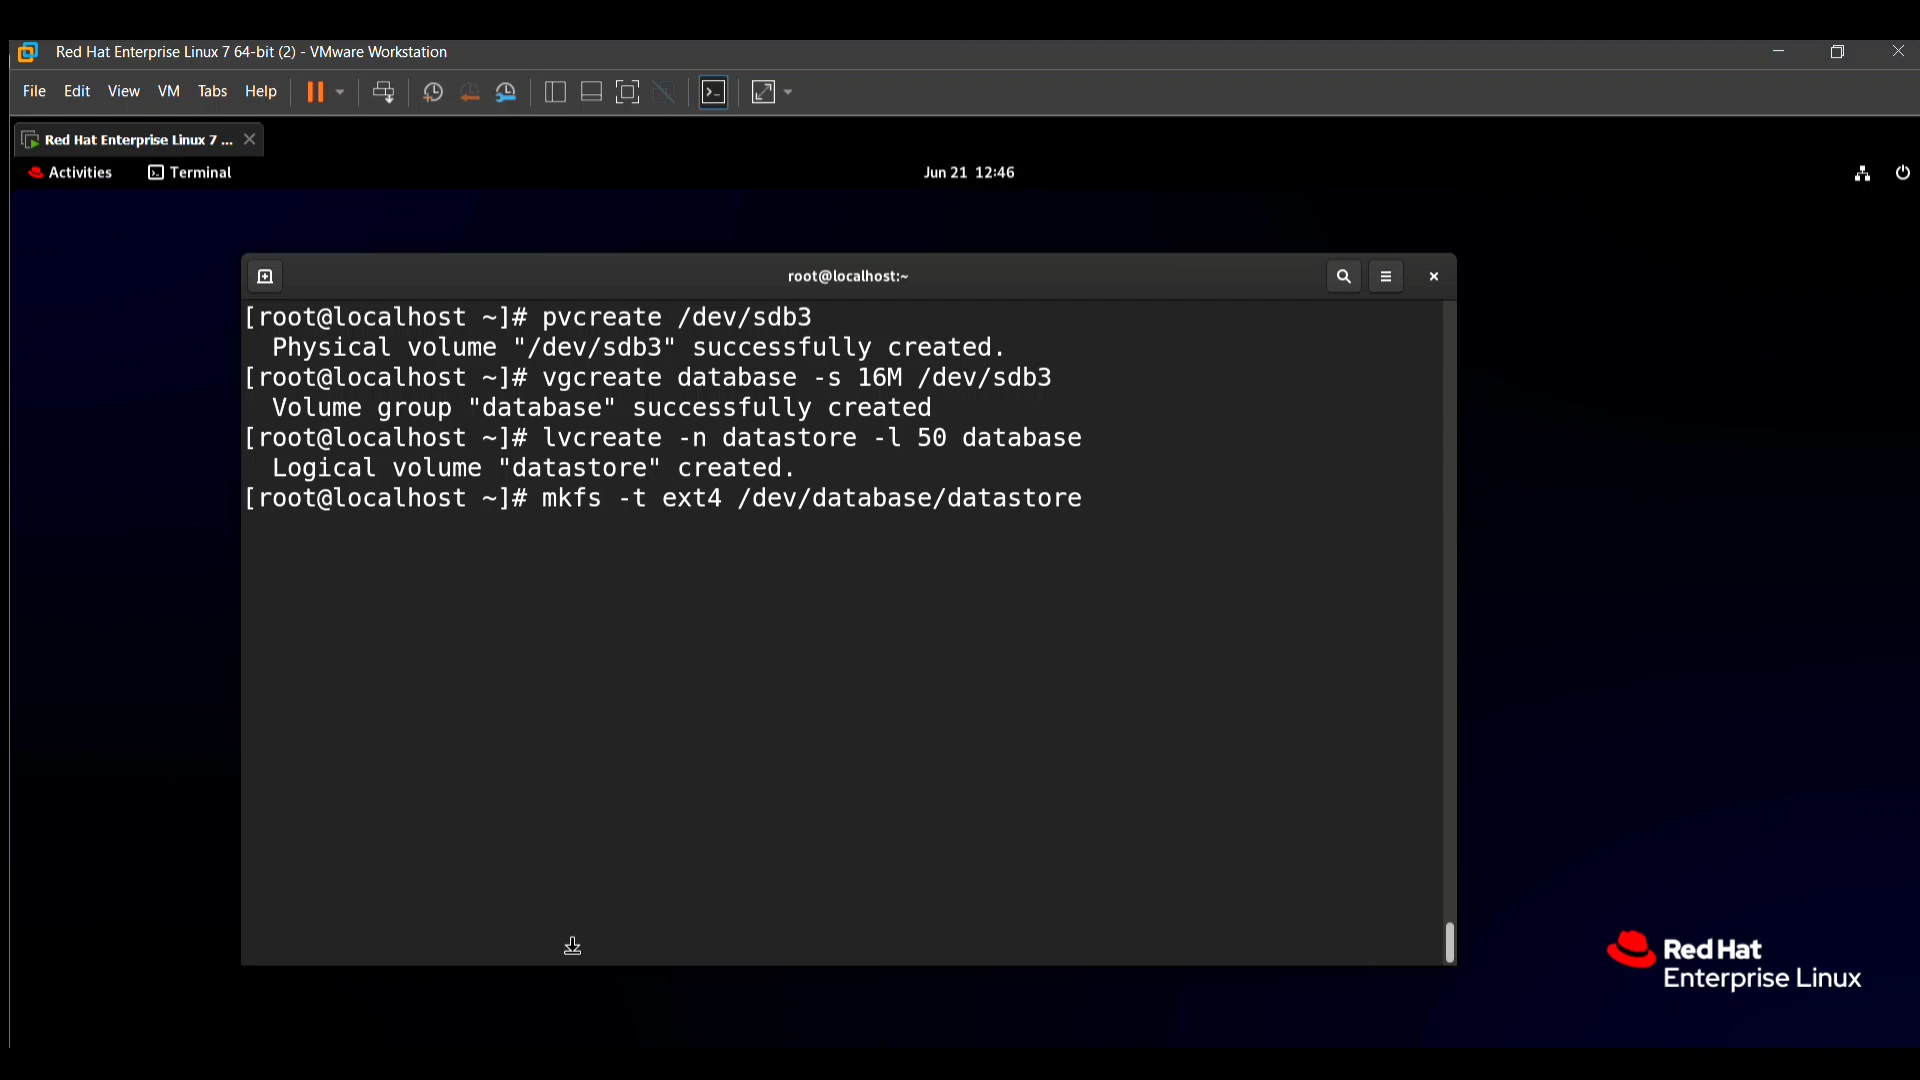 Red Hat Enterprise Linux 7 64-bit (2) - VMware Workstation
File Edit View VM Tabs Help
Red Hat Enterprise Linux 7 ...
Activities Terminal Jun 21 12:46
root@localhost:~
[root@localhost ~]# pvcreate /dev/sdb3
  Physical volume "/dev/sdb3" successfully created.
[root@localhost ~]# vgcreate database -s 16M /dev/sdb3
  Volume group "database" successfully created
[root@localhost ~]# lvcreate -n datastore -l 50 database
  Logical volume "datastore" created.
[root@localhost ~]# mkfs -t ext4 /dev/database/datastore
Red Hat
Enterprise Linux